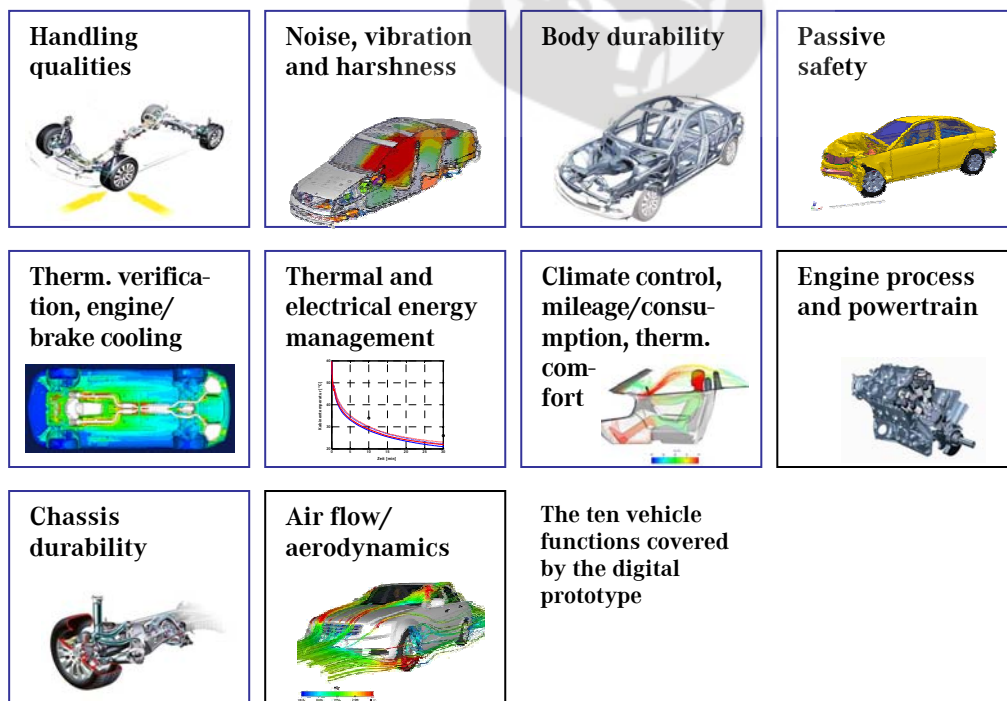 Handling
qualities
Noise, vibration
and harshness
Body durability
Passive
safety
Therm. verifica-
tion, engine/
brake cooling
Thermal and
electrical energy
management
Zeit [min]
Climate control,
mileage/consu-
mption, therm.
com-
fort
Engine process
and powertrain
Chassis
durability
Air flow/
aerodynamics
The ten vehicle
functions covered
by the digital
prototype